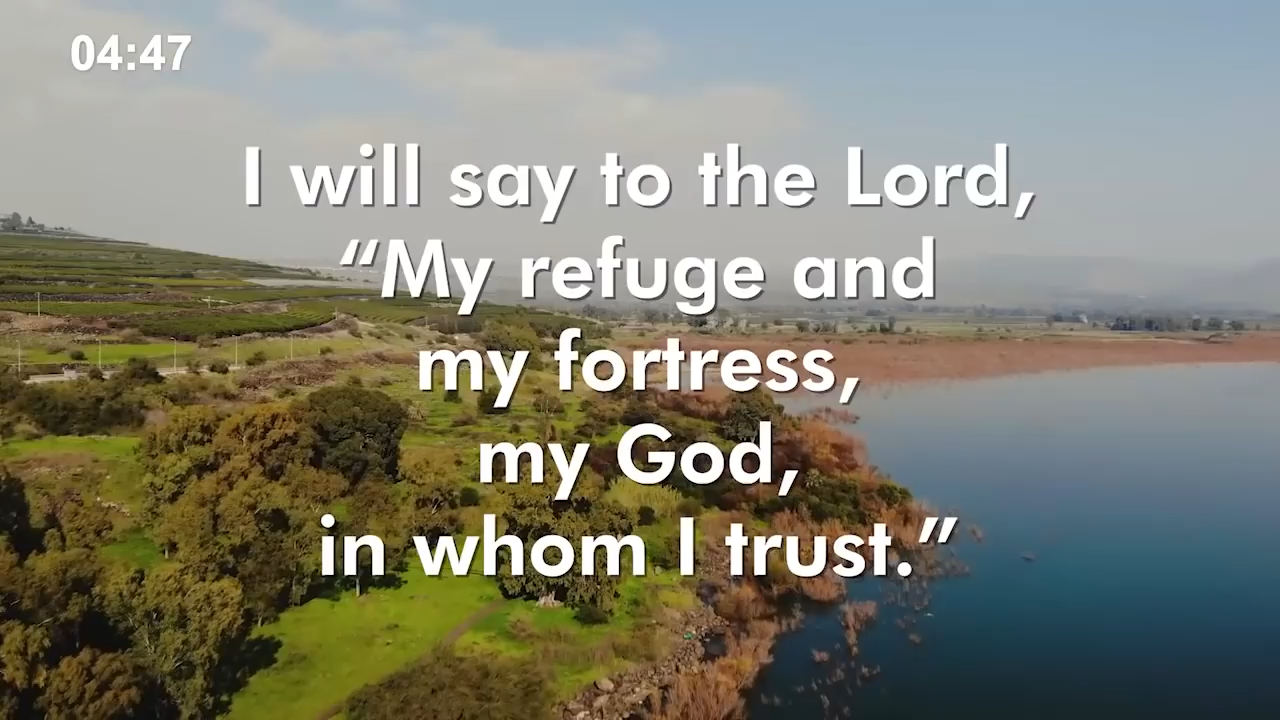 04:47
I will say to the Lord,
“My refuge and
my fortress,
my God,
in whom I trust.”